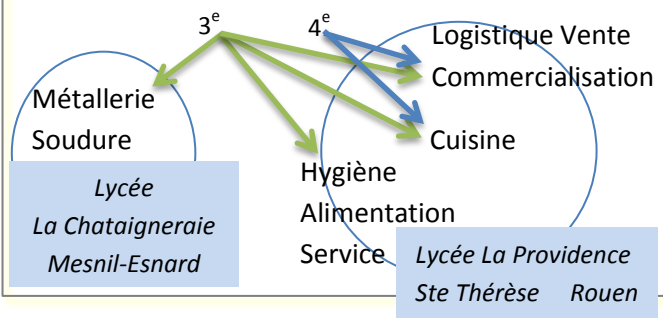 3e 4e
Logistique Vente
Commercialisation
Métallerie
Soudure
Cuisine
Lycée
La Chataigneraie
Mesnil-Esnard
Hygiène
Alimentation
Service
Lycée La Providence
Ste Thérèse Rouen